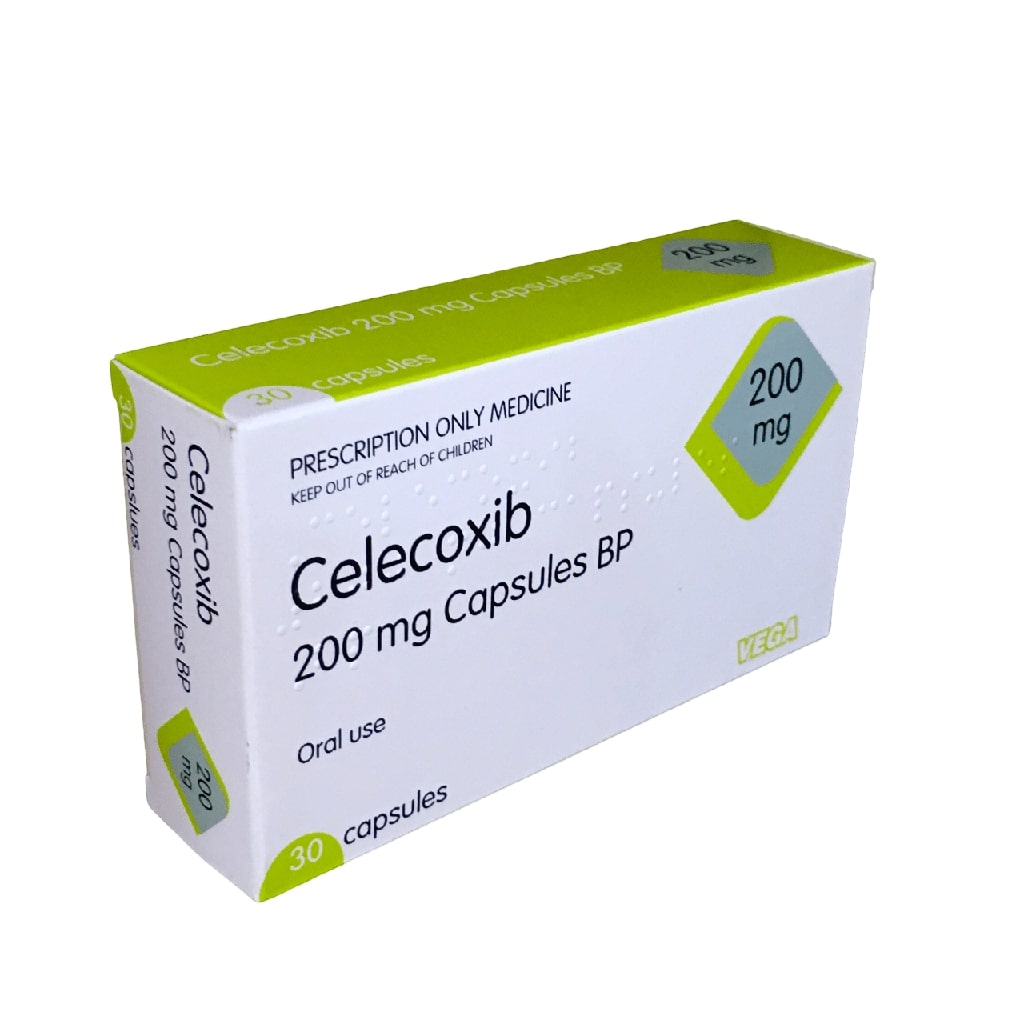 Celecoxib 200 mg Capsules BP
200
mg
30 capsules
PRESCRIPTION ONLY MEDICINE
KEEP OUT OF REACH OF CHILDREN
200
mg
Celecoxib
200 mg Capsules BP
VEGA
Oral use
30 capsules
Celecoxib
200 mg Capsules BP
30 capslues
200
mg